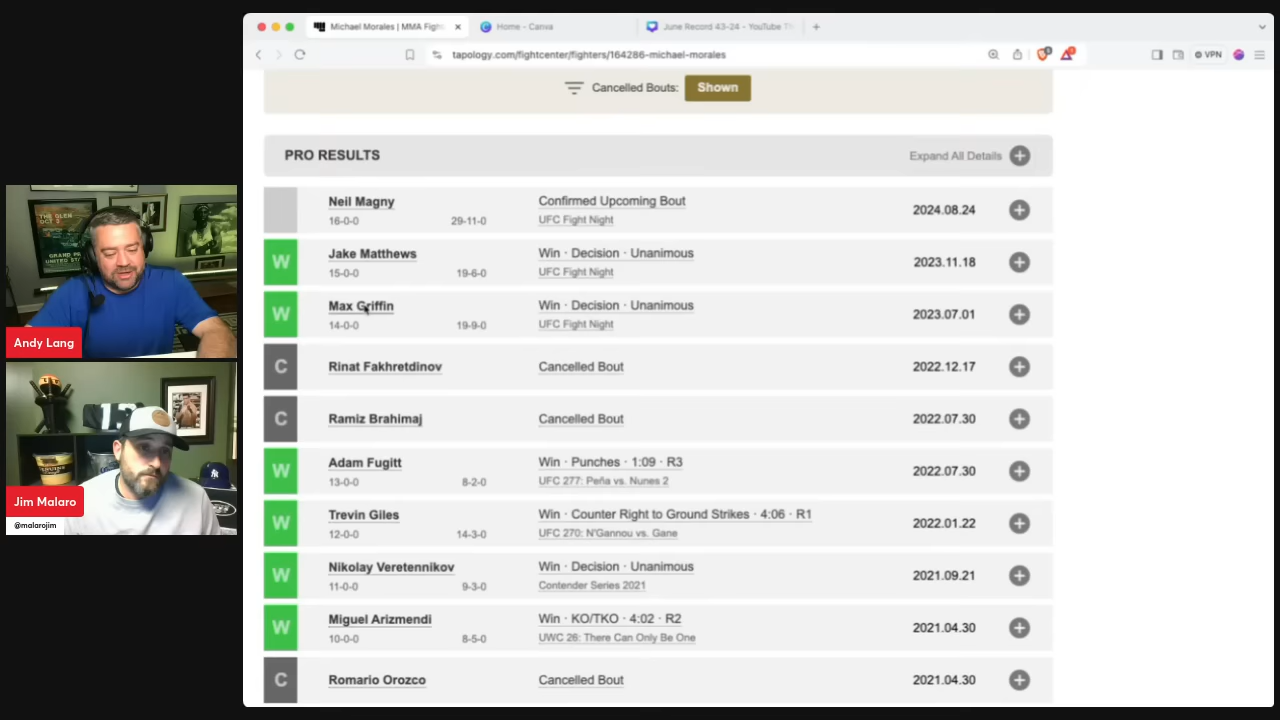 Michael Morales | MMA Fight
Home - Canva
June Record 43-24 - YouTube Th
tapology.com/fightcenter/fighters/164286-michael-morales
VPN
Cancelled Bouts:
Shown
PRO RESULTS
Expand All Details
Neil Magny
Confirmed Upcoming Bout
2024.08.24
16-0-0
29-11-0
UFC Fight Night
W
Jake Matthews
Win · Decision · Unanimous
2023.11.18
15-0-0
19-6-0
UFC Fight Night
W
Max Griffin
Win · Decision · Unanimous
2023.07.01
14-0-0
19-9-0
UFC Fight Night
C
Rinat Fakhretdinov
Cancelled Bout
2022.12.17
C
Ramiz Brahimaj
Cancelled Bout
2022.07.30
W
Adam Fugitt
Win · Punches · 1:09 · R3
2022.07.30
13-0-0
8-2-0
UFC 277: Peña vs. Nunes 2
W
Trevin Giles
Win · Counter Right to Ground Strikes · 4:06 · R1
2022.01.22
12-0-0
14-3-0
UFC 270: N'Gannou vs. Gane
W
Nikolay Veretennikov
Win · Decision · Unanimous
2021.09.21
11-0-0
9-3-0
Contender Series 2021
W
Miguel Arizmendi
Win · KO/TKO · 4:02 · R2
2021.04.30
10-0-0
8-5-0
UWC 26: There Can Only Be One
C
Romario Orozco
Cancelled Bout
2021.04.30
THE GLEN
GRAND PR
UNITED STA
Andy Lang
Jim Malaro
@malarojim